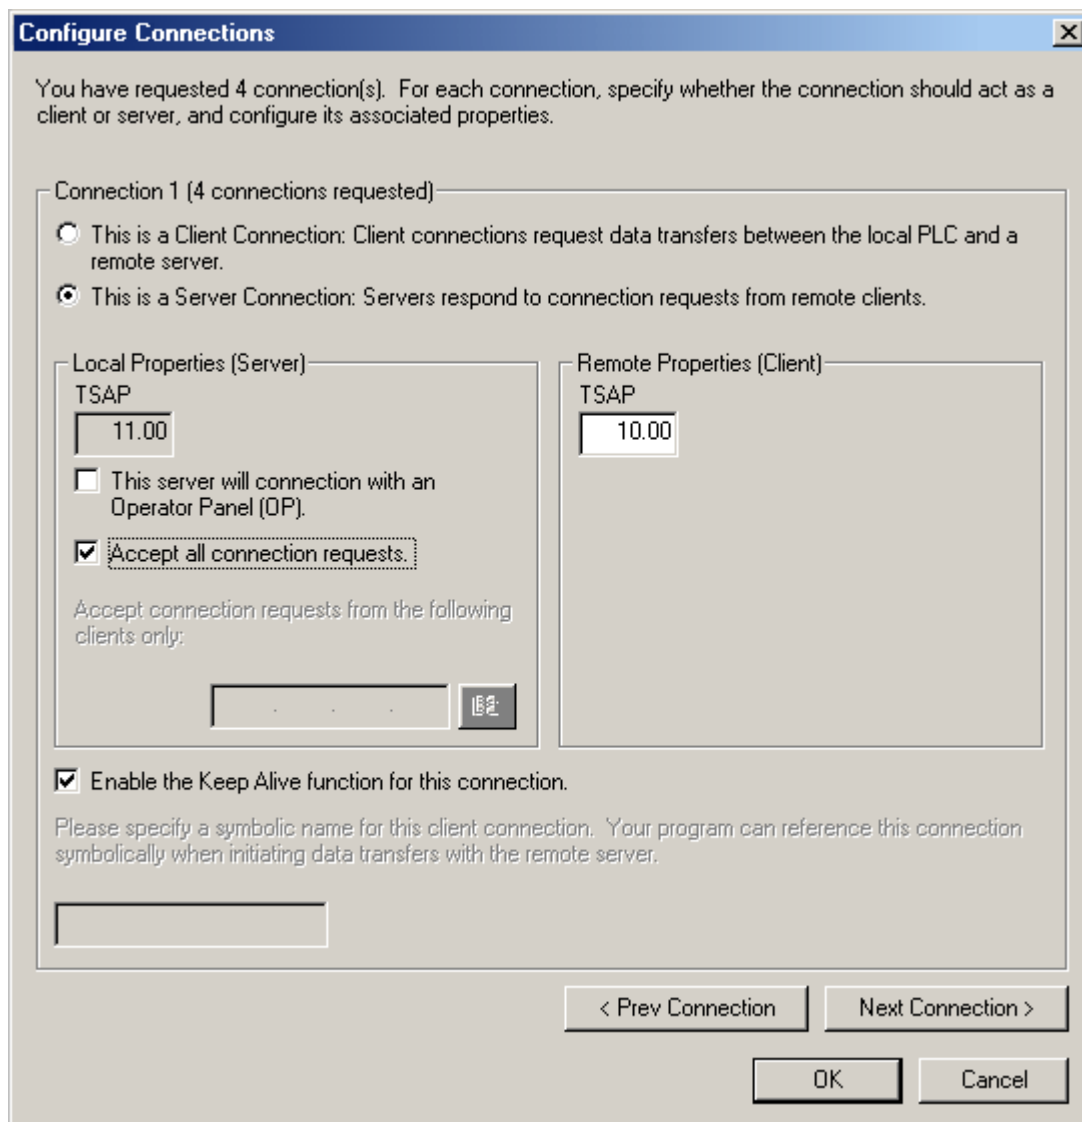 Configure Connections
You have requested 4 connection(s). For each connection, specify whether the connection should act as a
client or server, and configure its associated properties.
Connection 1 (4 connections requested)
This is a Client Connection: Client connections request data transfers between the local PLC and a
remote server.
This is a Server Connection: Servers respond to connection requests from remote clients.
Local Properties (Server)
TSAP
11.00
This server will connection with an
Operator Panel (OP).
Accept all connection requests.
Accept connection requests from the following
clients only:
. . .
Remote Properties (Client)
TSAP
10.00
Enable the Keep Alive function for this connection.
Please specify a symbolic name for this client connection. Your program can reference this connection
symbolically when initiating data transfers with the remote server.
< Prev Connection
Next Connection >
OK
Cancel